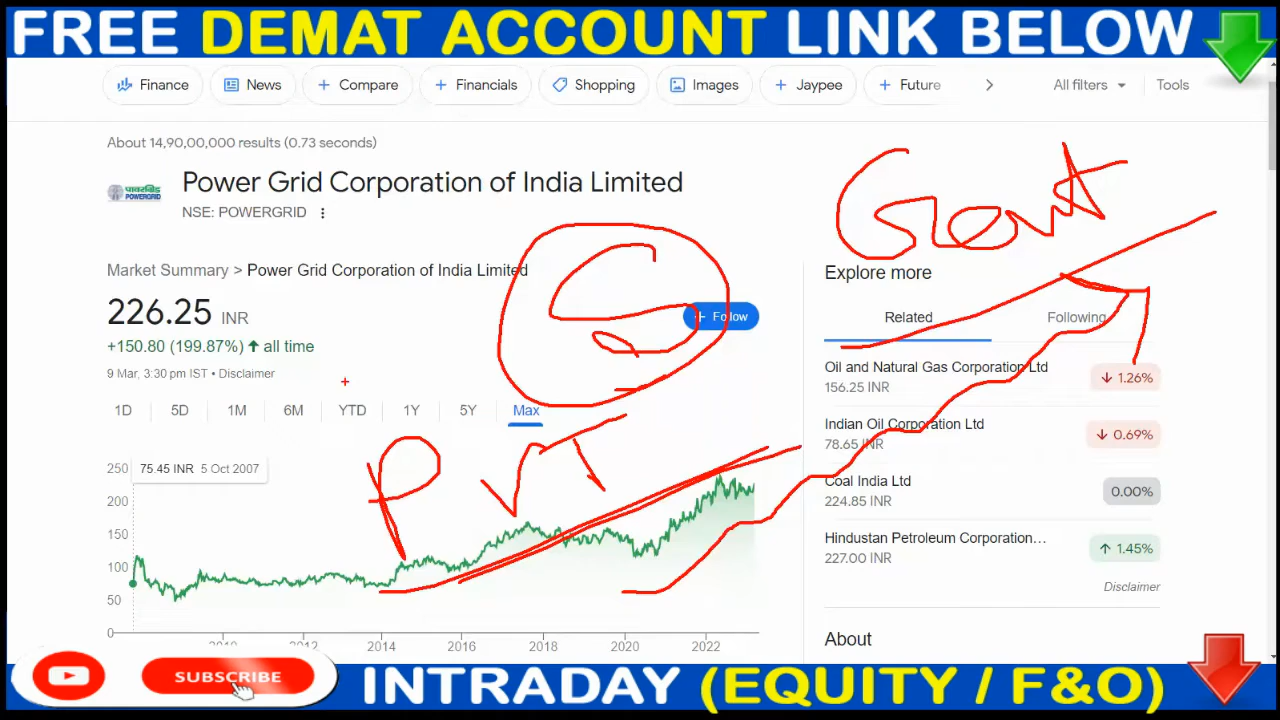 FREE DEMAT ACCOUNT LINK BELOW
Finance News + Compare + Financials Shopping Images + Jaypee + Future All filters Tools
About 14,90,00,000 results (0.73 seconds)
पावरग्रिड
POWERGRID
Power Grid Corporation of India Limited
NSE: POWERGRID
Market Summary > Power Grid Corporation of India Limited
226.25 INR
+ Follow
+150.80 (199.87%) ↑ all time
9 Mar, 3:30 pm IST • Disclaimer
1D 5D 1M 6M YTD 1Y 5Y Max
75.45 INR 5 Oct 2007
250
200
150
100
50
0
2010 2012 2014 2016 2018 2020 2022
PVT
Govt
Explore more
Related Following
Oil and Natural Gas Corporation Ltd
156.25 INR
↓ 1.26%
Indian Oil Corporation Ltd
78.65 INR
↓ 0.69%
Coal India Ltd
224.85 INR
0.00%
Hindustan Petroleum Corporation...
227.00 INR
↑ 1.45%
Disclaimer
About
SUBSCRIBE
INTRADAY (EQUITY / F&O)